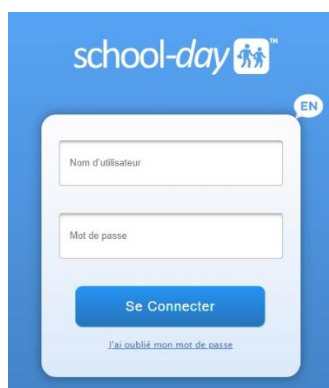 school-day™
EN
Nom d'utilisateur
Mot de passe
Se Connecter
J'ai oublié mon mot de passe